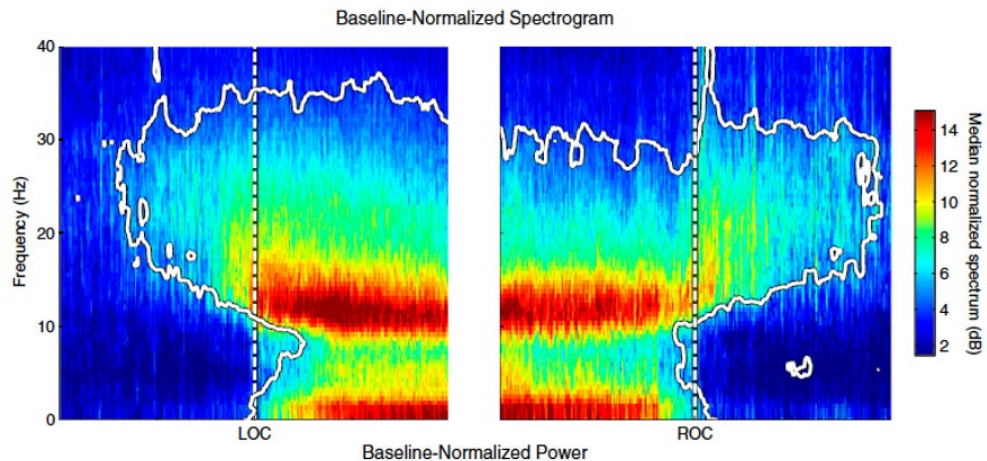 Baseline-Normalized Spectrogram
40
30
20
10
0
Frequency (Hz)
LOC
ROC
14
12
10
8
6
4
2
Median normalized spectrum (dB)
Baseline-Normalized Power